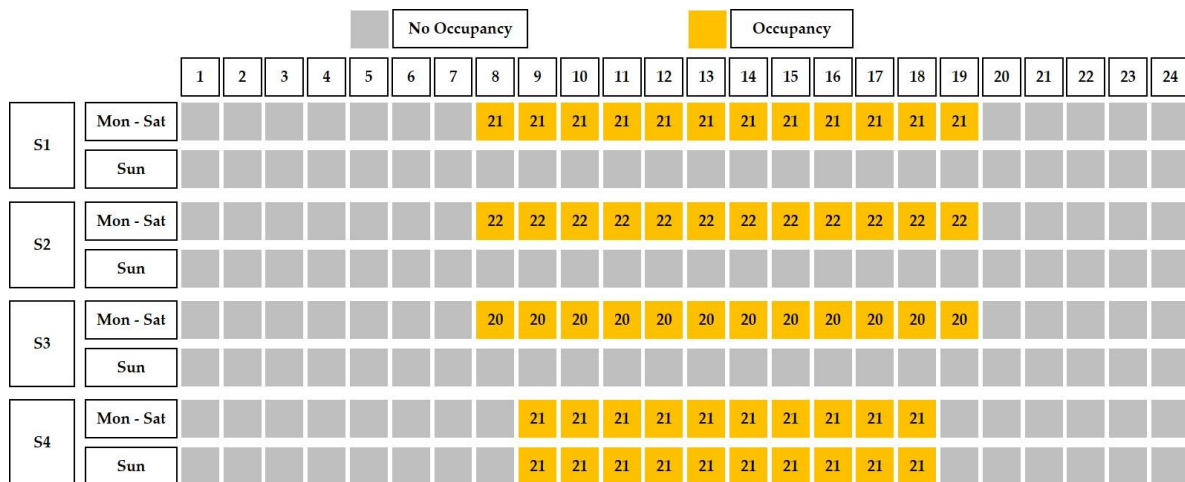 No Occupancy Occupancy
1 2 3 4 5 6 7 8 9 10 11 12 13 14 15 16 17 18 19 20 21 22 23 24
S1
Mon - Sat 21 21 21 21 21 21 21 21 21 21 21 21
Sun
S2
Mon - Sat 22 22 22 22 22 22 22 22 22 22 22 22
Sun
S3
Mon - Sat 20 20 20 20 20 20 20 20 20 20 20 20
Sun
S4
Mon - Sat 21 21 21 21 21 21 21 21 21 21
Sun 21 21 21 21 21 21 21 21 21 21